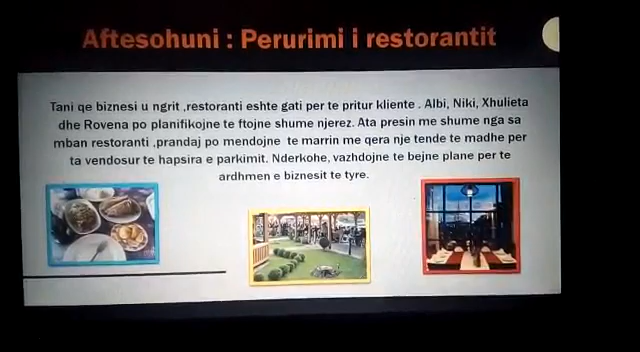 Aftesohuni : Perurimi i restorantit
Tani qe biznesi u ngrit ,restoranti eshte gati per te pritur kliente . Albi, Niki, Xhulieta
dhe Rovena po planifikojne te ftojne shume njerez. Ata presin me shume nga sa
mban restoranti ,prandaj po mendojne te marrin me qera nje tende te madhe per
ta vendosur te hapsira e parkimit. Nderkohe, vazhdojne te bejne plane per te
ardhmen e biznesit te tyre.